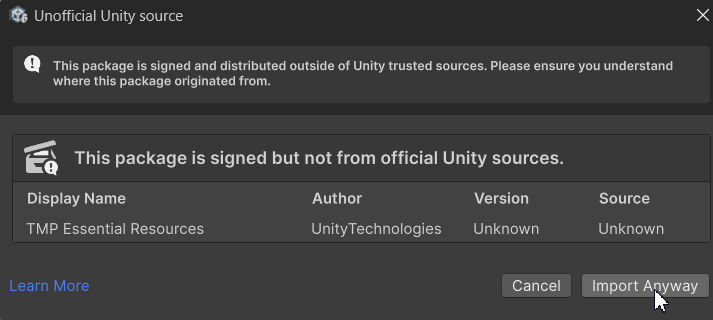 Unofficial Unity source
This package is signed and distributed outside of Unity trusted sources. Please ensure you understand
where this package originated from.
This package is signed but not from official Unity sources.
Display Name Author Version Source
TMP Essential Resources UnityTechnologies Unknown Unknown
Learn More Cancel Import Anyway